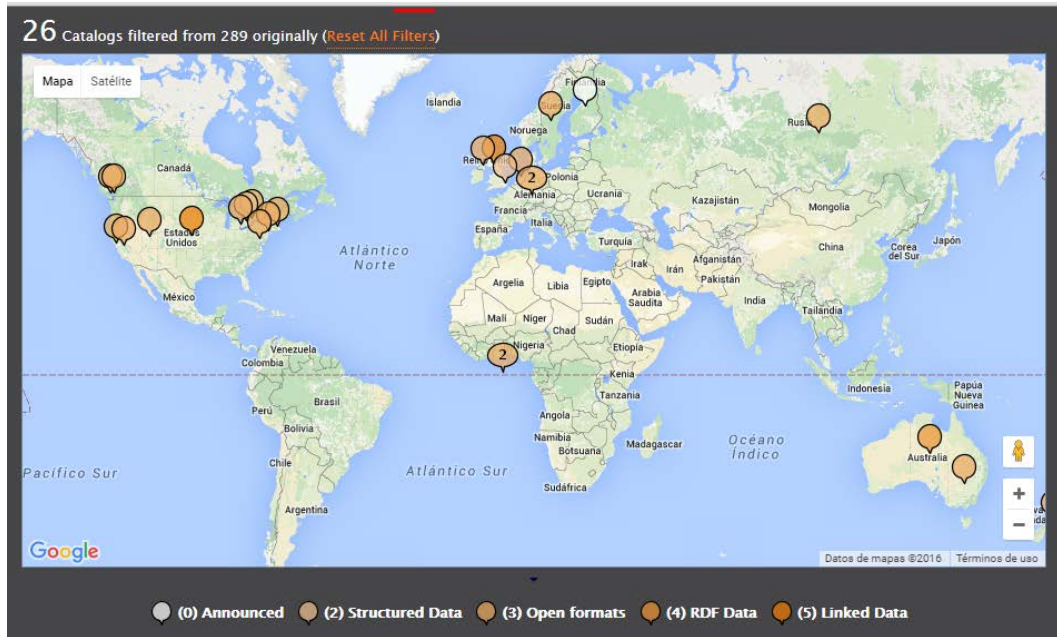 26 Catalogs filtered from 289 originally (Reset All Filters)
Mapa Satélite
Islandia
Finlandia
Suecia
Noruega
Rusia
Canadá
Polonia
2
Alemania
Ucrania
Kazajistán
Mongolia
Francia
Italia
España
Estados
Unidos
Atlántico
Norte
Turquía
Afganistán
China
Corea
del Sur
Japón
Irak
Irán
Pakistán
Argelia
Libia
Egipto
Arabia
Saudita
India
Tailandia
México
Malí
Níger
Chad
Sudán
Venezuela
Colombia
2
Nigeria
Etiopía
Kenia
Indonesia
Papúa
Nueva
Guinea
Perú
Brasil
Tanzania
Angola
Bolivia
Namibia
Botsuana
Madagascar
Océano
Índico
Australia
Chile
Pacífico Sur
Atlántico Sur
Sudáfrica
Argentina
+
−
Google
Datos de mapas ©2016 Términos de uso
(0) Announced (2) Structured Data (3) Open formats (4) RDF Data (5) Linked Data